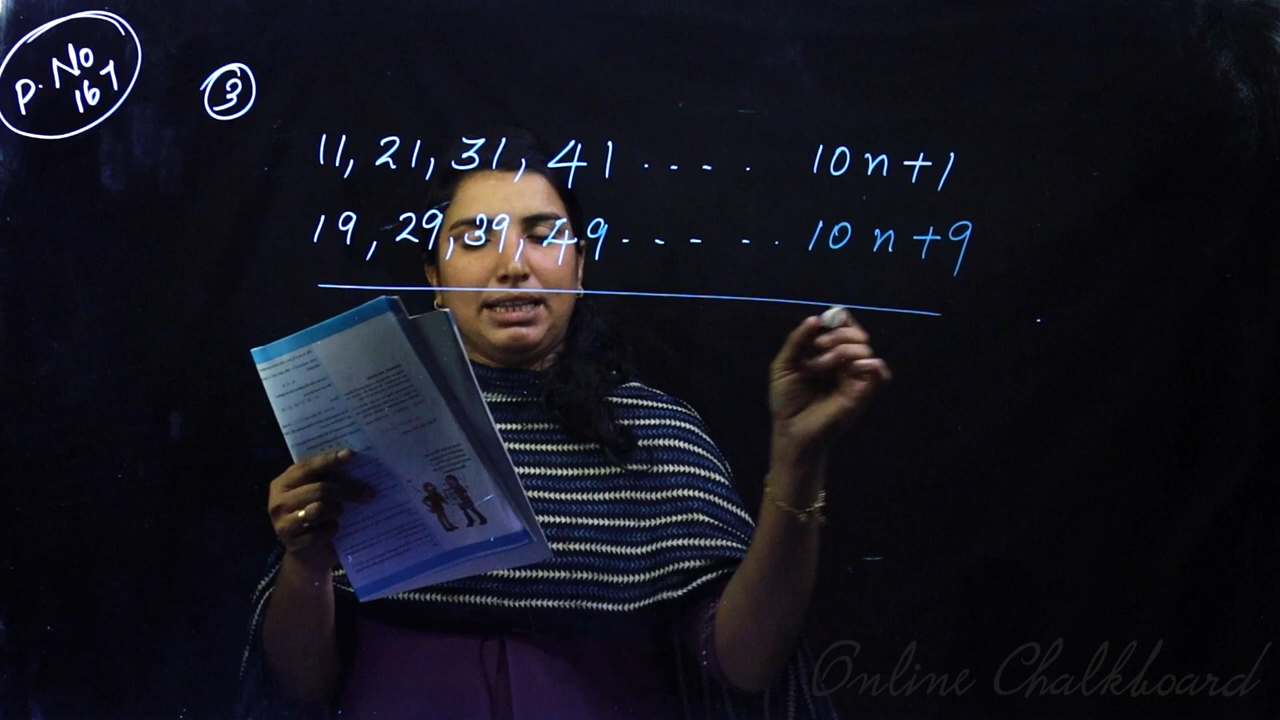 P. No
167
3
11, 21, 31, 41 . . . . 10n+1
19, 29, 39, 49 . . . . . . 10n+9
Online Chalkboard